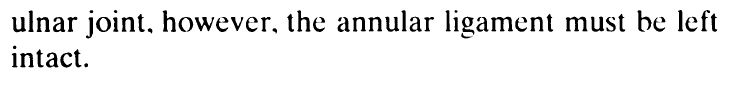 ulnar joint, however, the annular ligament must be left
intact.